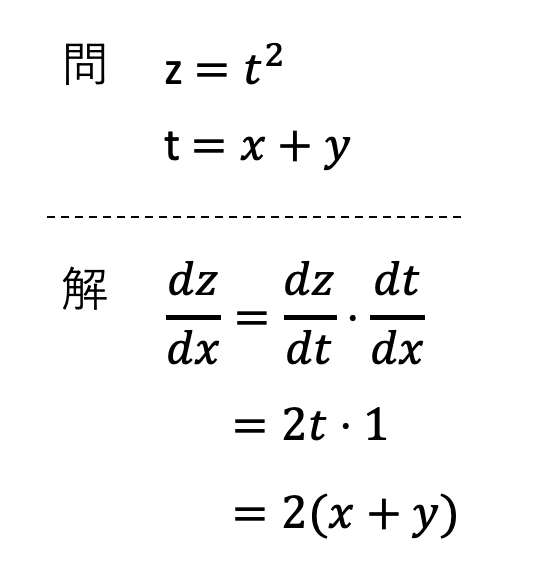 問 z = t²
t = x + y
解 dz/dx = dz/dt · dt/dx
= 2t · 1
= 2(x + y)